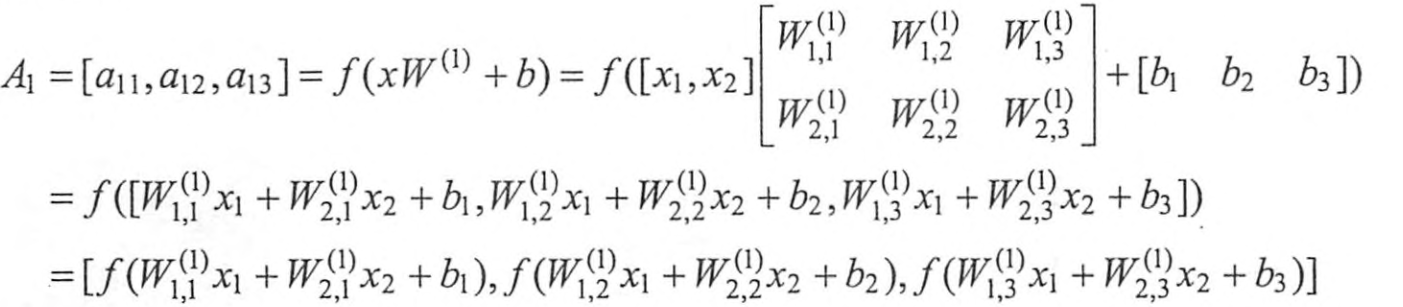 $A_1 = [a_{11}, a_{12}, a_{13}] = f(xW^{(1)} + b) = f([x_1, x_2] \begin{bmatrix} W_{1,1}^{(1)} & W_{1,2}^{(1)} & W_{1,3}^{(1)} \\ W_{2,1}^{(1)} & W_{2,2}^{(1)} & W_{2,3}^{(1)} \end{bmatrix} + [b_1 \quad b_2 \quad b_3])$
$= f([W_{1,1}^{(1)}x_1 + W_{2,1}^{(1)}x_2 + b_1, W_{1,2}^{(1)}x_1 + W_{2,2}^{(1)}x_2 + b_2, W_{1,3}^{(1)}x_1 + W_{2,3}^{(1)}x_2 + b_3])$
$= [f(W_{1,1}^{(1)}x_1 + W_{2,1}^{(1)}x_2 + b_1), f(W_{1,2}^{(1)}x_1 + W_{2,2}^{(1)}x_2 + b_2), f(W_{1,3}^{(1)}x_1 + W_{2,3}^{(1)}x_2 + b_3)]$